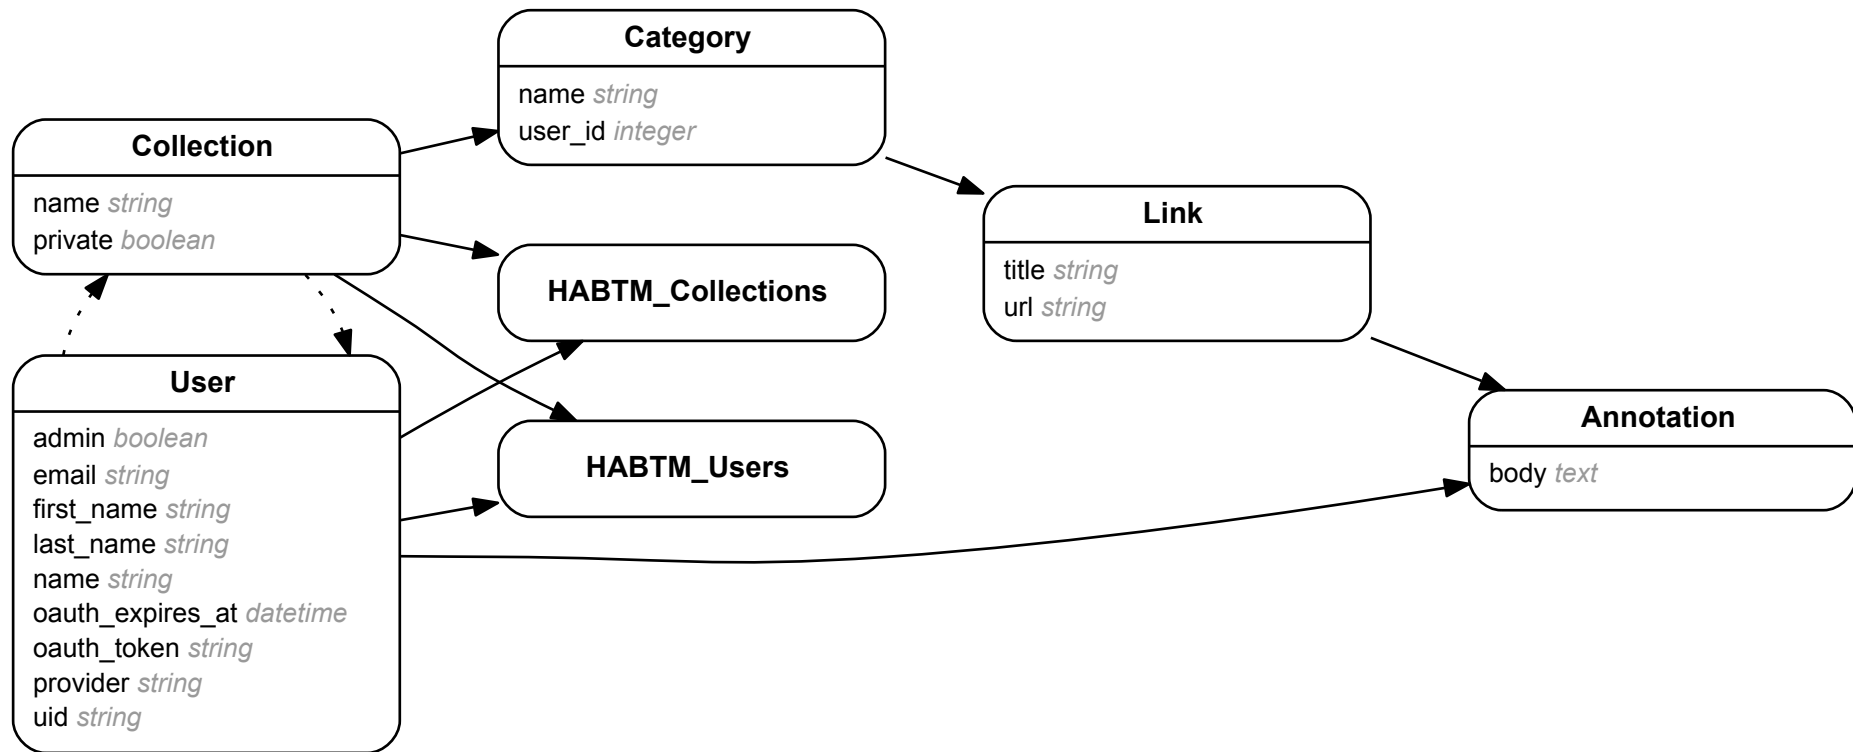 Category
name string
user_id integer
Collection
name string
private boolean
Link
title string
url string
HABTM_Collections
User
admin boolean
email string
first_name string
last_name string
name string
oauth_expires_at datetime
oauth_token string
provider string
uid string
HABTM_Users
Annotation
body text